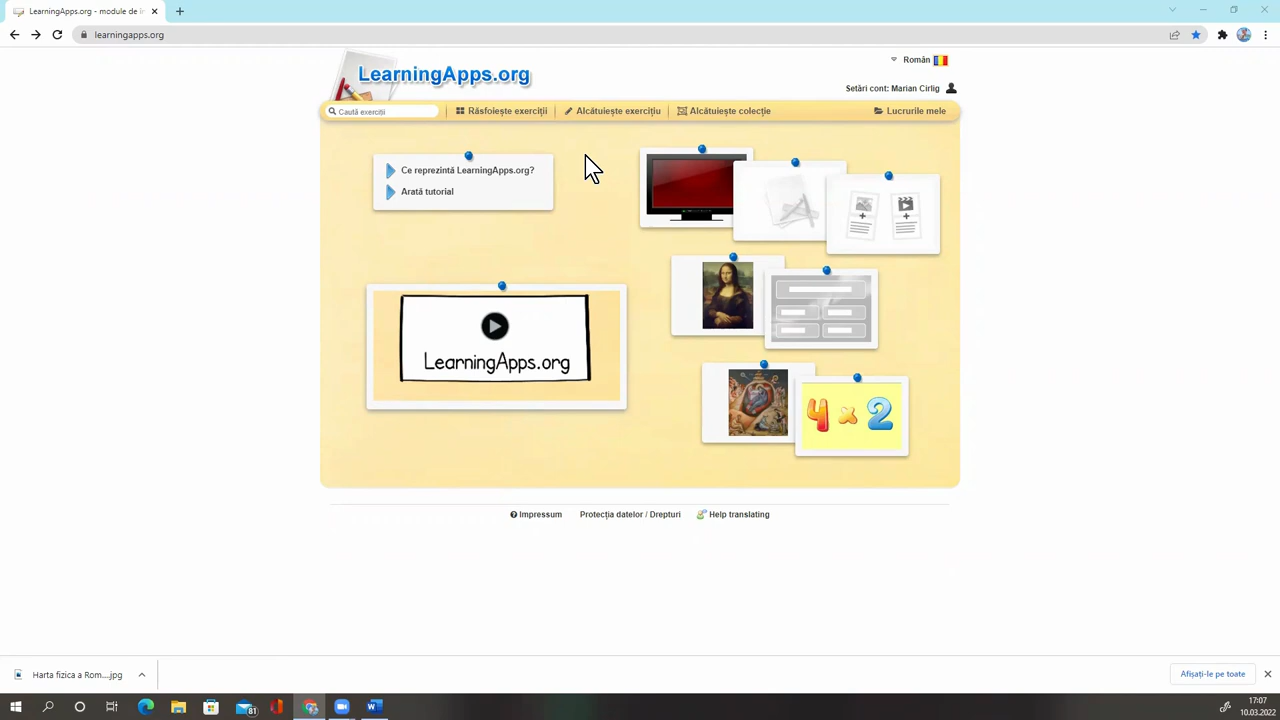 LearningApps.org - module de în
learningapps.org
LearningApps.org
Român
Setări cont: Marian Cirlig
Caută exerciții
Răsfoiește exerciții
Alcătuiește exercițiu
Alcătuiește colecție
Lucrurile mele
Ce reprezintă LearningApps.org?
Arată tutorial
LearningApps.org
4 x 2
Impressum
Protecția datelor / Drepturi
Help translating
Harta fizica a Rom....jpg
Afișați-le pe toate
81
17:07
10.03.2022